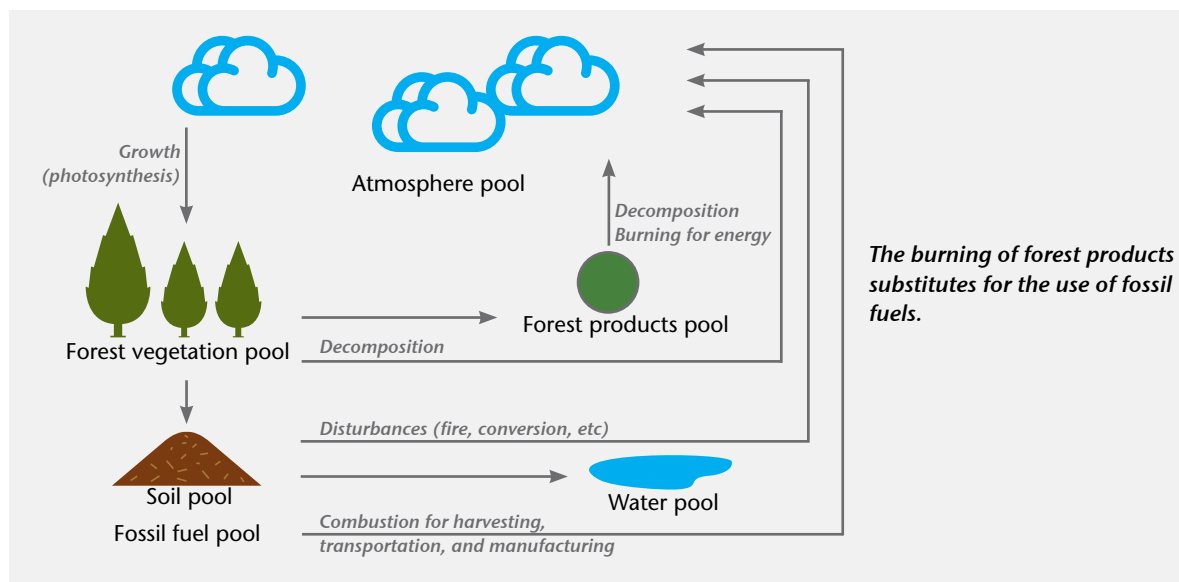 Growth
(photosynthesis)
Atmosphere pool
Decomposition
Burning for energy
The burning of forest products
substitutes for the use of fossil
fuels.
Forest products pool
Forest vegetation pool
Decomposition
Disturbances (fire, conversion, etc)
Soil pool
Water pool
Fossil fuel pool
Combustion for harvesting,
transportation, and manufacturing